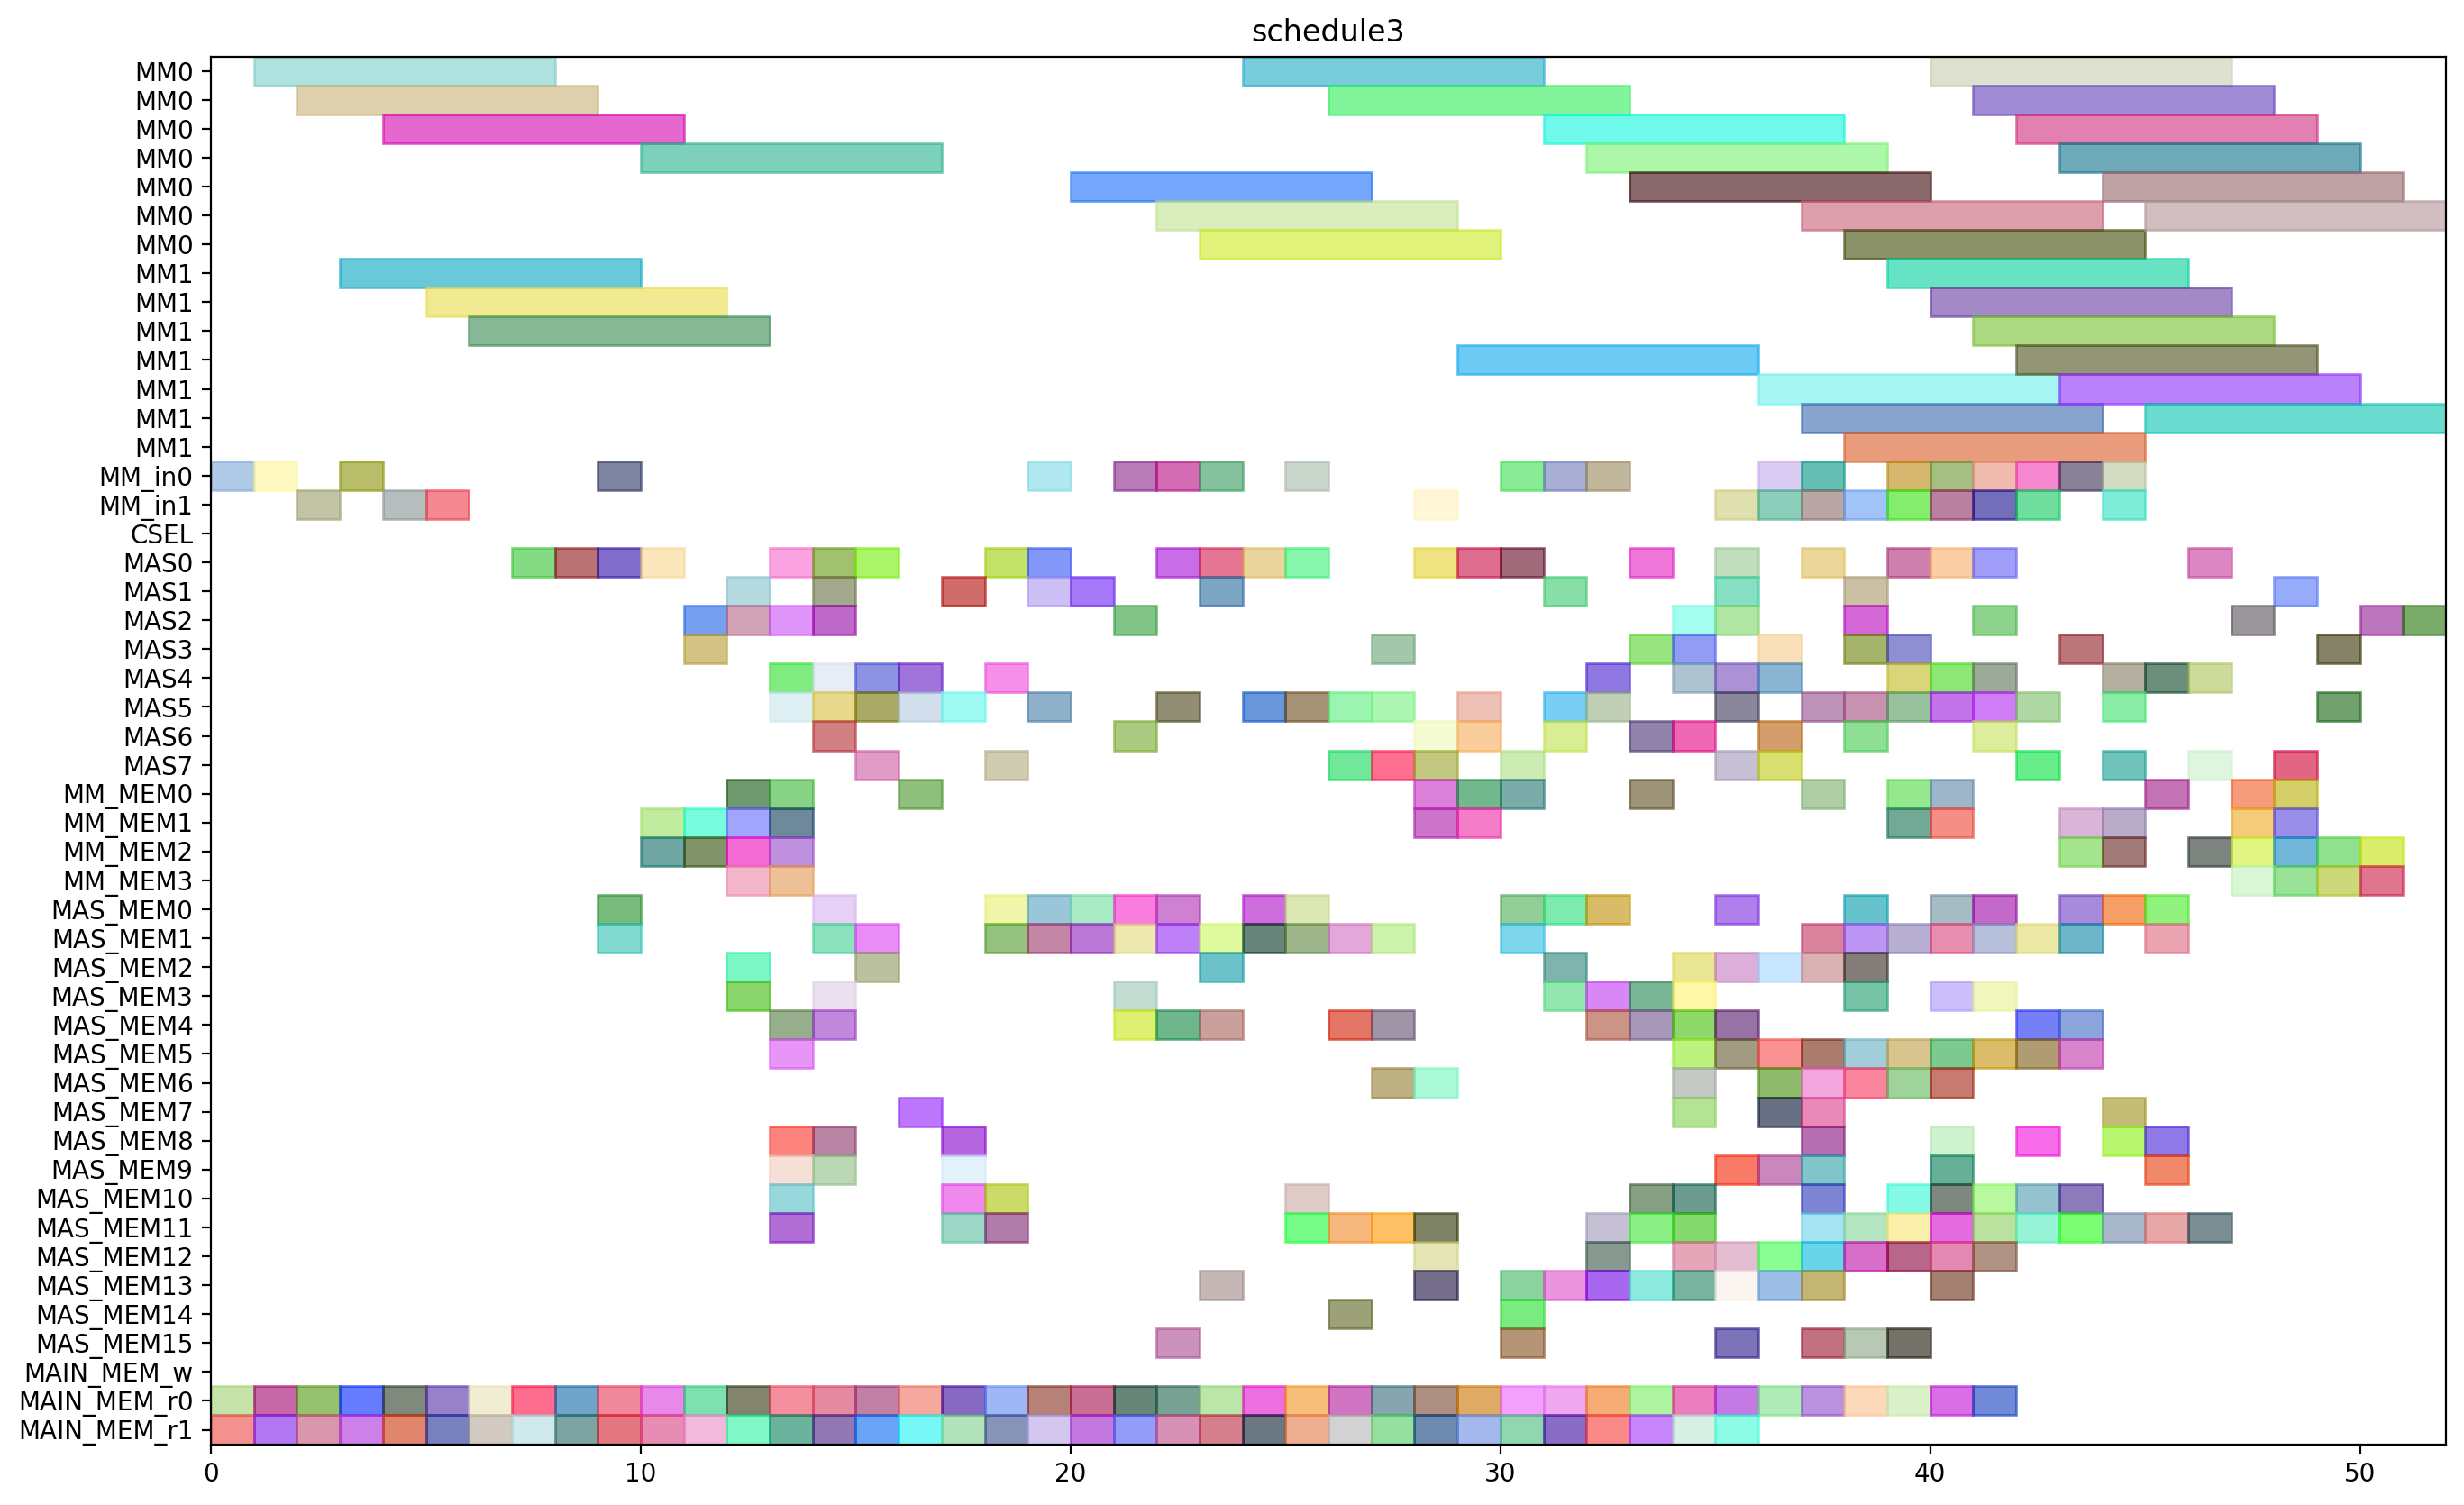 schedule3
MM0
MM0
MM0
MM0
MM0
MM0
MM0
MM1
MM1
MM1
MM1
MM1
MM1
MM1
MM_in0
MM_in1
CSEL
MAS0
MAS1
MAS2
MAS3
MAS4
MAS5
MAS6
MAS7
MM_MEM0
MM_MEM1
MM_MEM2
MM_MEM3
MAS_MEM0
MAS_MEM1
MAS_MEM2
MAS_MEM3
MAS_MEM4
MAS_MEM5
MAS_MEM6
MAS_MEM7
MAS_MEM8
MAS_MEM9
MAS_MEM10
MAS_MEM11
MAS_MEM12
MAS_MEM13
MAS_MEM14
MAS_MEM15
MAIN_MEM_w
MAIN_MEM_r0
MAIN_MEM_r1
0 10 20 30 40 50